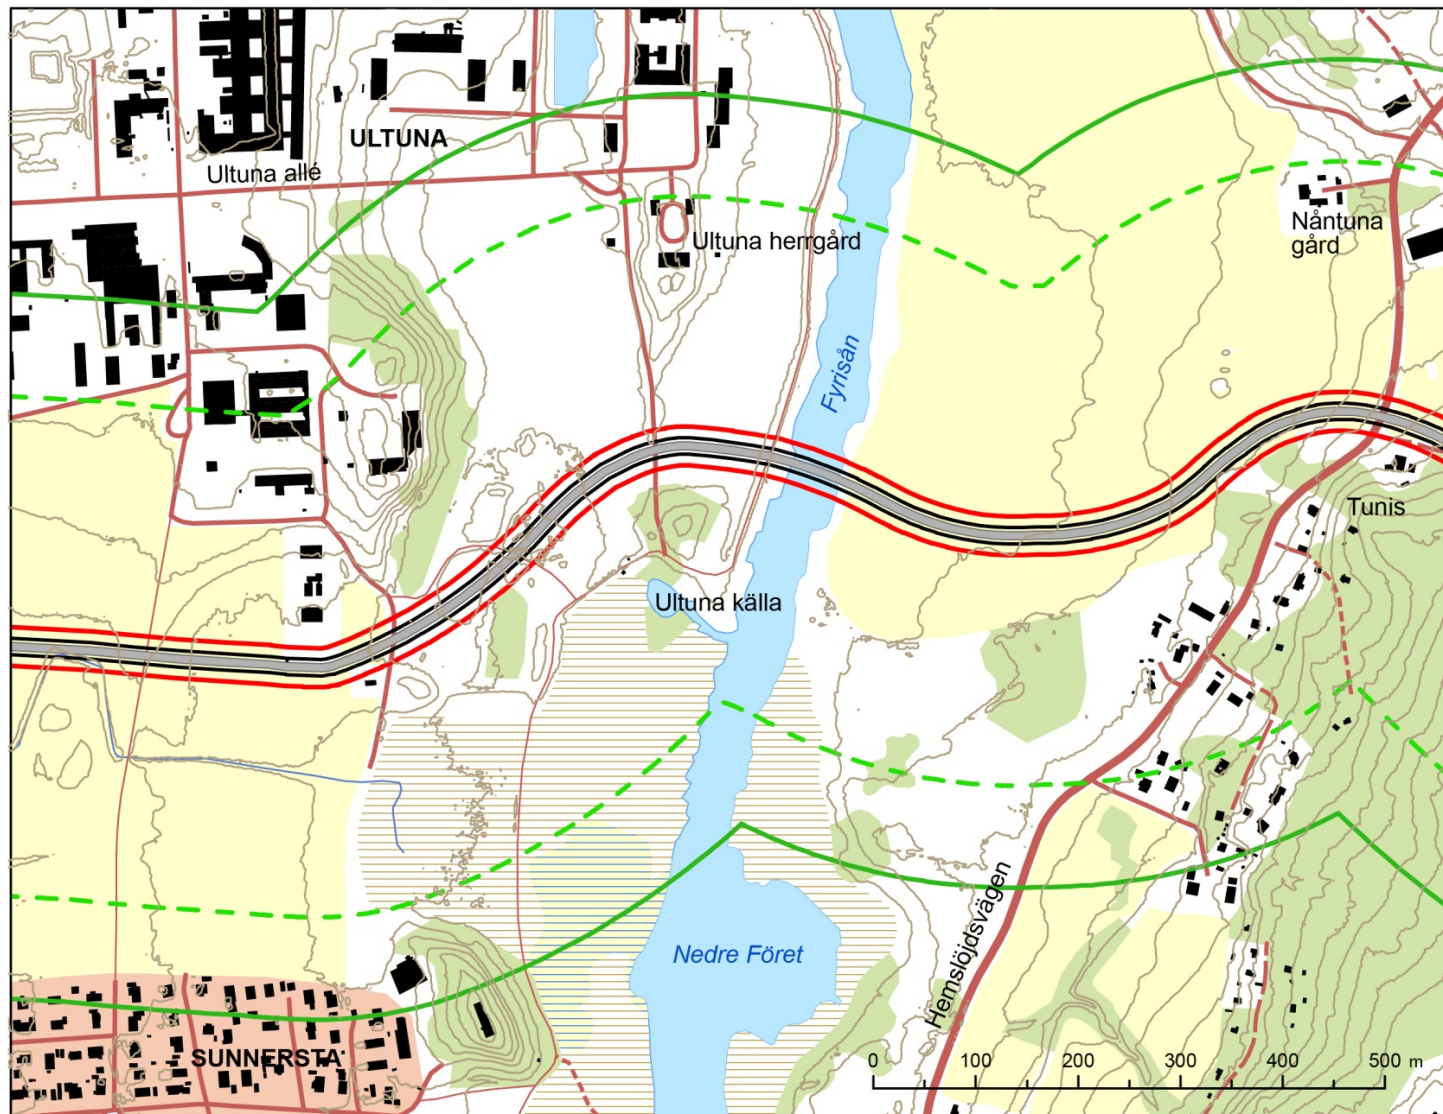 ULTUNA
Ultuna allé
Ultuna herrgård
Nåntuna
gård
Fyrisån
Tunis
Ultuna källa
Hemslöjdsvägen
Nedre Föret
SUNNERSTA
0 100 200 300 400 500 m